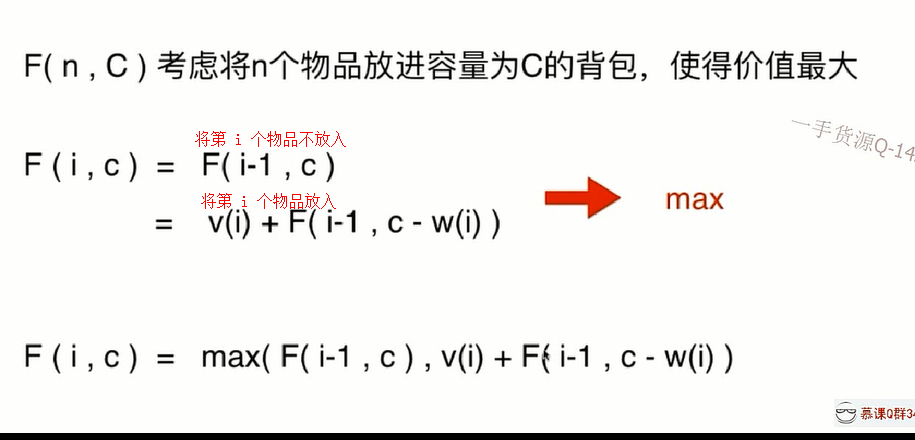 F( n , C ) 考虑将n个物品放进容量为C的背包，使得价值最大
一手货源Q-14
将第 i 个物品不放入
F ( i , c ) = F( i-1 , c )
将第 i 个物品放入
= v(i) + F( i-1 , c - w(i) )
max
F ( i , c ) = max( F( i-1 , c ) , v(i) + F( i-1 , c - w(i) )
慕课Q群34